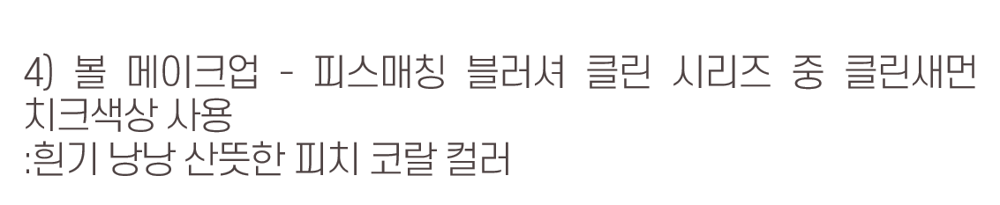 4) 볼 메이크업 - 피스매칭 블러셔 클린 시리즈 중 클린새먼
치크색상 사용
:흰기 낭낭 산뜻한 피치 코랄 컬러